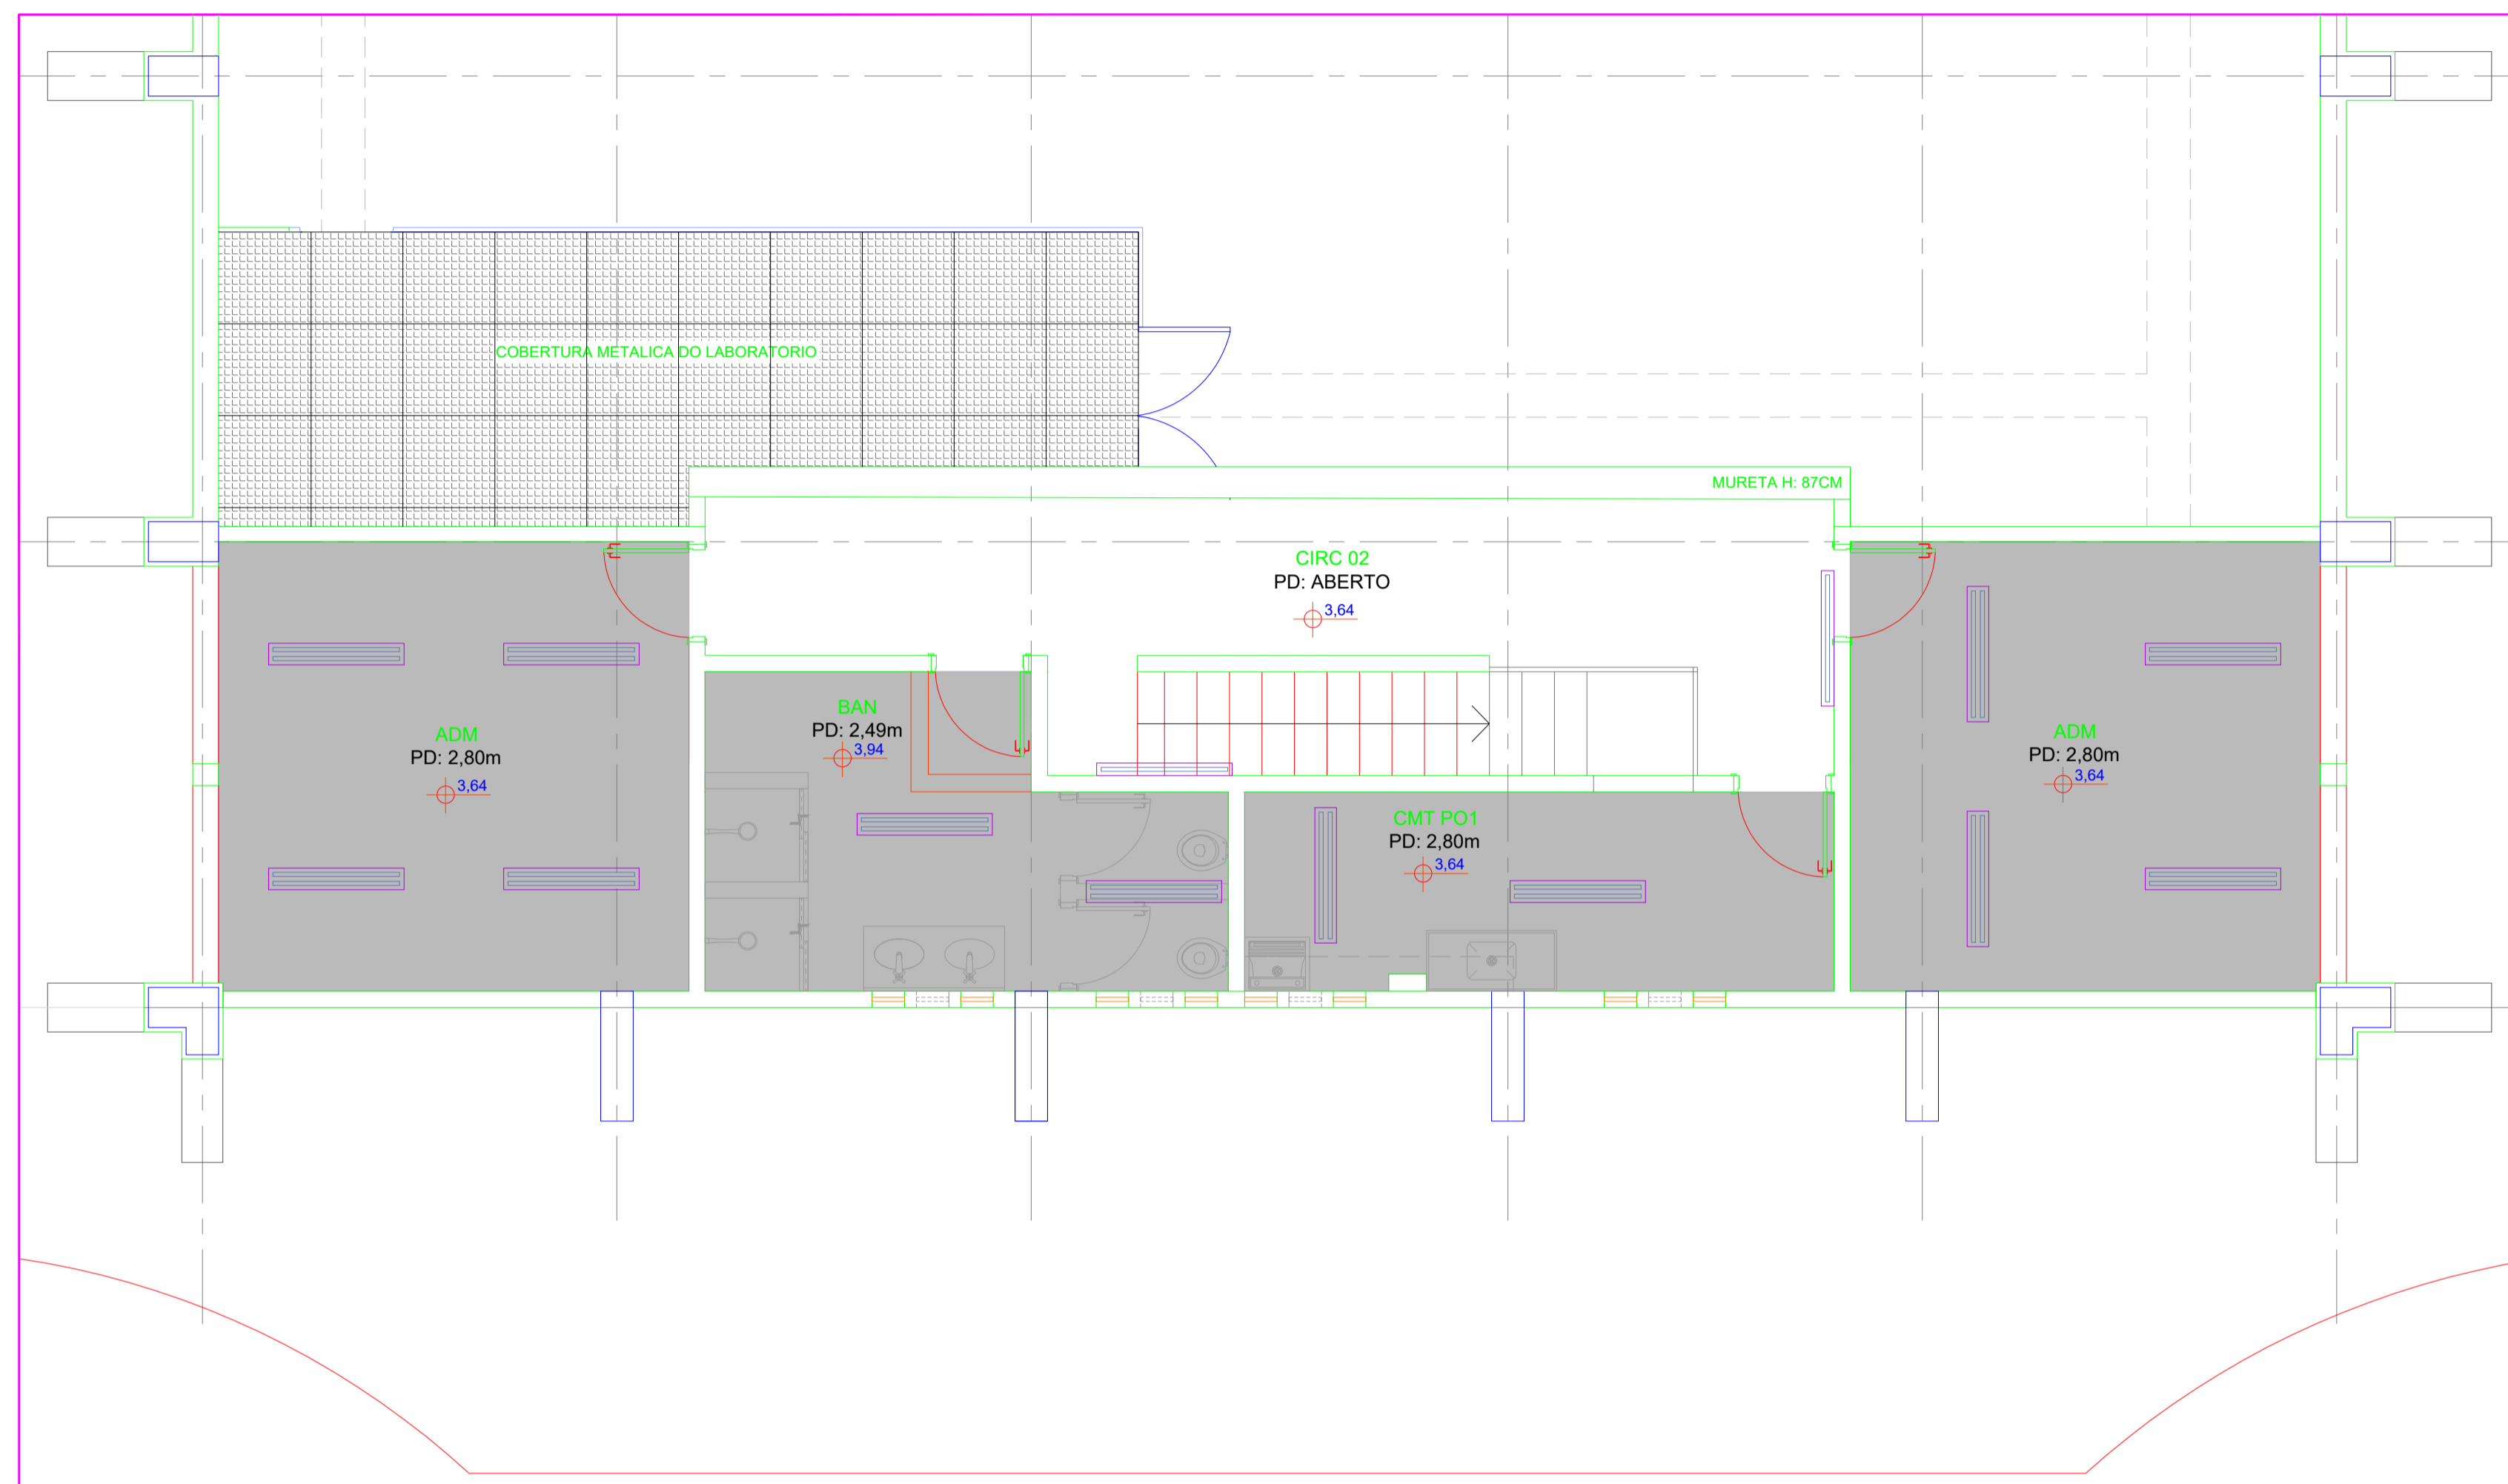 COBERTURA METALICA DO LABORATORIO
MURETA H: 87CM
CIRC 02
PD: ABERTO
3,64
ADM
PD: 2,80m
3,64
BAN
PD: 2,49m
3,94
CMT PO1
PD: 2,80m
3,64
ADM
PD: 2,80m
3,64